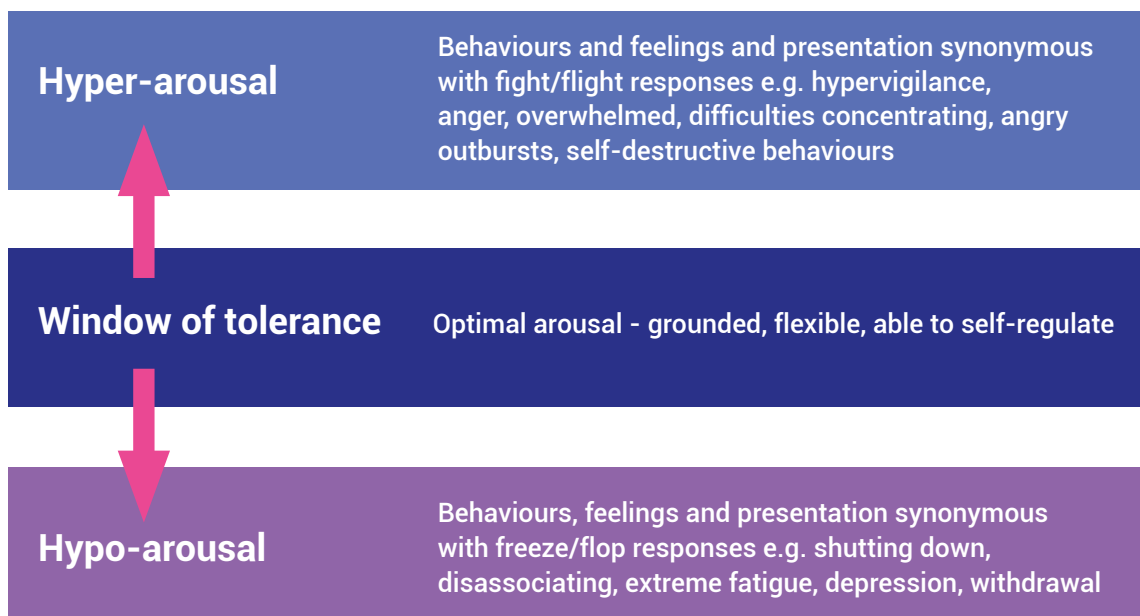 Hyper-arousal
Behaviours and feelings and presentation synonymous
with fight/flight responses e.g. hypervigilance,
anger, overwhelmed, difficulties concentrating, angry
outbursts, self-destructive behaviours
Window of tolerance
Optimal arousal - grounded, flexible, able to self-regulate
Hypo-arousal
Behaviours, feelings and presentation synonymous
with freeze/flop responses e.g. shutting down,
disassociating, extreme fatigue, depression, withdrawal